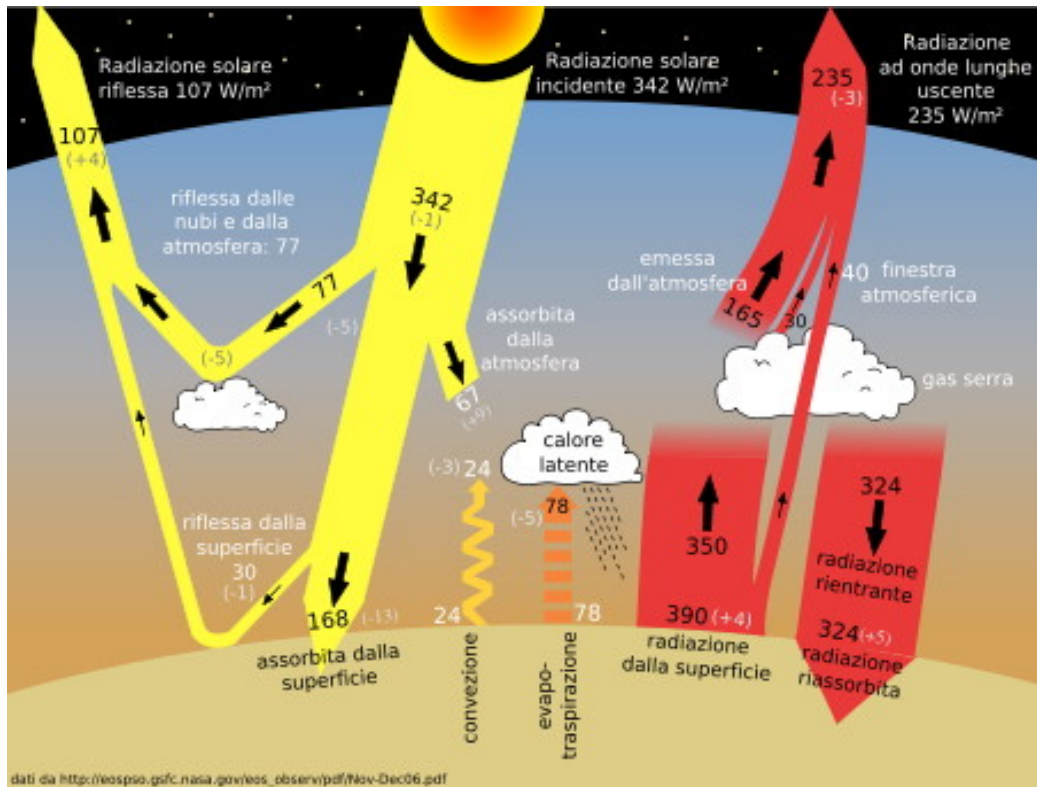 Radiazione solare
riflessa 107 W/m²
Radiazione solare
incidente 342 W/m²
Radiazione
ad onde lunghe
uscente
235 W/m²
235
(-3)
107
(+4)
riflessa dalle
nubi e dalla
atmosfera: 77
342
(-1)
77
(-5)
(-5)
emessa
dall'atmosfera
165
30
40 finestra
atmosferica
assorbita
dalla
atmosfera
67
(+9)
gas serra
calore
latente
(-3) 24
(-5) 78
324
350
riflessa dalla
superficie
30
(-1)
radiazione
rientrante
168 (-13)
24
78
390 (+4)
324(+5)
assorbita dalla
superficie
convezione
evapo-
traspirazione
radiazione
dalla superficie
radiazione
riassorbita
dati da http://eospso.gsfc.nasa.gov/eos_observ/pdf/Nov-Dec06.pdf